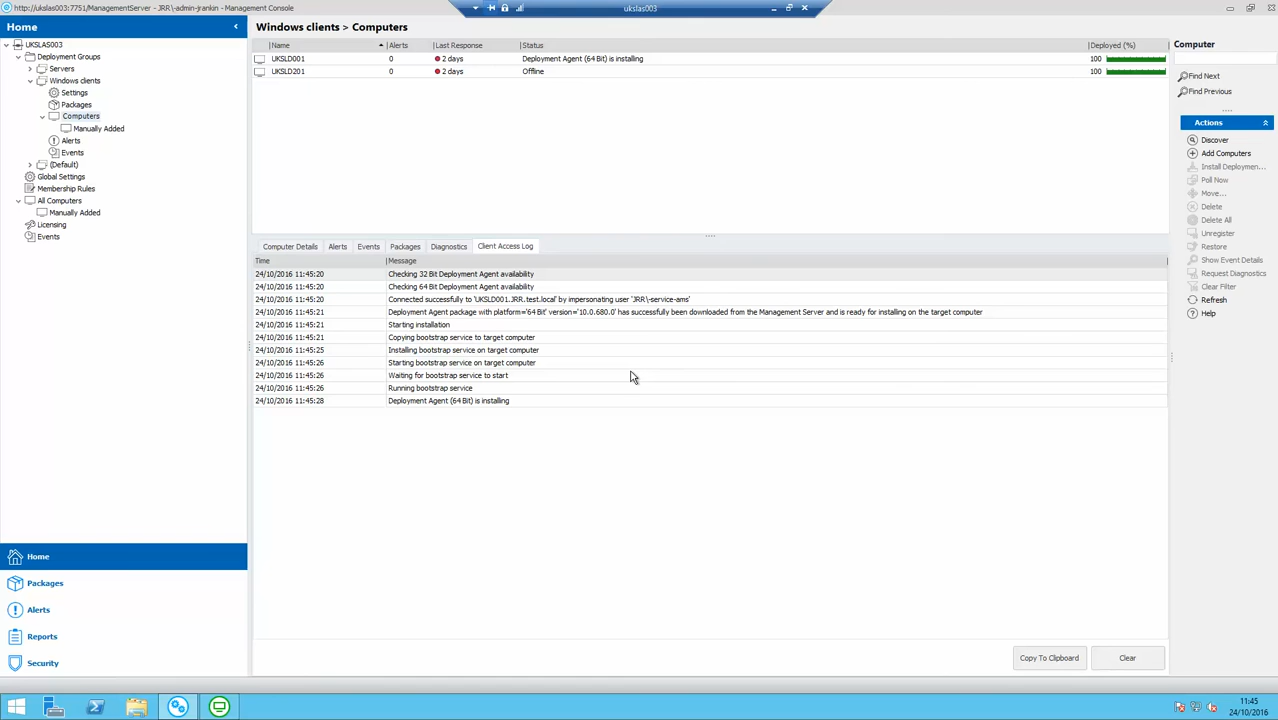 http://ukslas003:7751/ManagementServer - JRR\-admin-jrankin - Management Console
ukslas003
Home
Windows clients > Computers
UKSLAS003
Deployment Groups
Servers
Windows clients
Settings
Packages
Computers
Manually Added
Alerts
Events
(Default)
Global Settings
Membership Rules
All Computers
Manually Added
Licensing
Events
Name Alerts Last Response Status Deployed (%)
UKSLD001 0 2 days Deployment Agent (64 Bit) is installing 100
UKSLD201 0 2 days Offline 100
Computer Details Alerts Events Packages Diagnostics Client Access Log
Time Message
24/10/2016 11:45:20 Checking 32 Bit Deployment Agent availability
24/10/2016 11:45:20 Checking 64 Bit Deployment Agent availability
24/10/2016 11:45:20 Connected successfully to 'UKSLD001.JRR.test.local' by impersonating user 'JRR\-service-ams'
24/10/2016 11:45:21 Deployment Agent package with platform='64 Bit' version='10.0.680.0' has successfully been downloaded from the Management Server and is ready for installing on the target computer
24/10/2016 11:45:21 Starting installation
24/10/2016 11:45:21 Copying bootstrap service to target computer
24/10/2016 11:45:25 Installing bootstrap service on target computer
24/10/2016 11:45:26 Starting bootstrap service on target computer
24/10/2016 11:45:26 Waiting for bootstrap service to start
24/10/2016 11:45:26 Running bootstrap service
24/10/2016 11:45:28 Deployment Agent (64 Bit) is installing
Copy To Clipboard Clear
Computer
Find Next
Find Previous
Actions
Discover
Add Computers
Install Deploymen...
Poll Now
Move...
Delete
Delete All
Unregister
Restore
Show Event Details
Request Diagnostics
Clear Filter
Refresh
Help
Home
Packages
Alerts
Reports
Security
11:45
24/10/2016